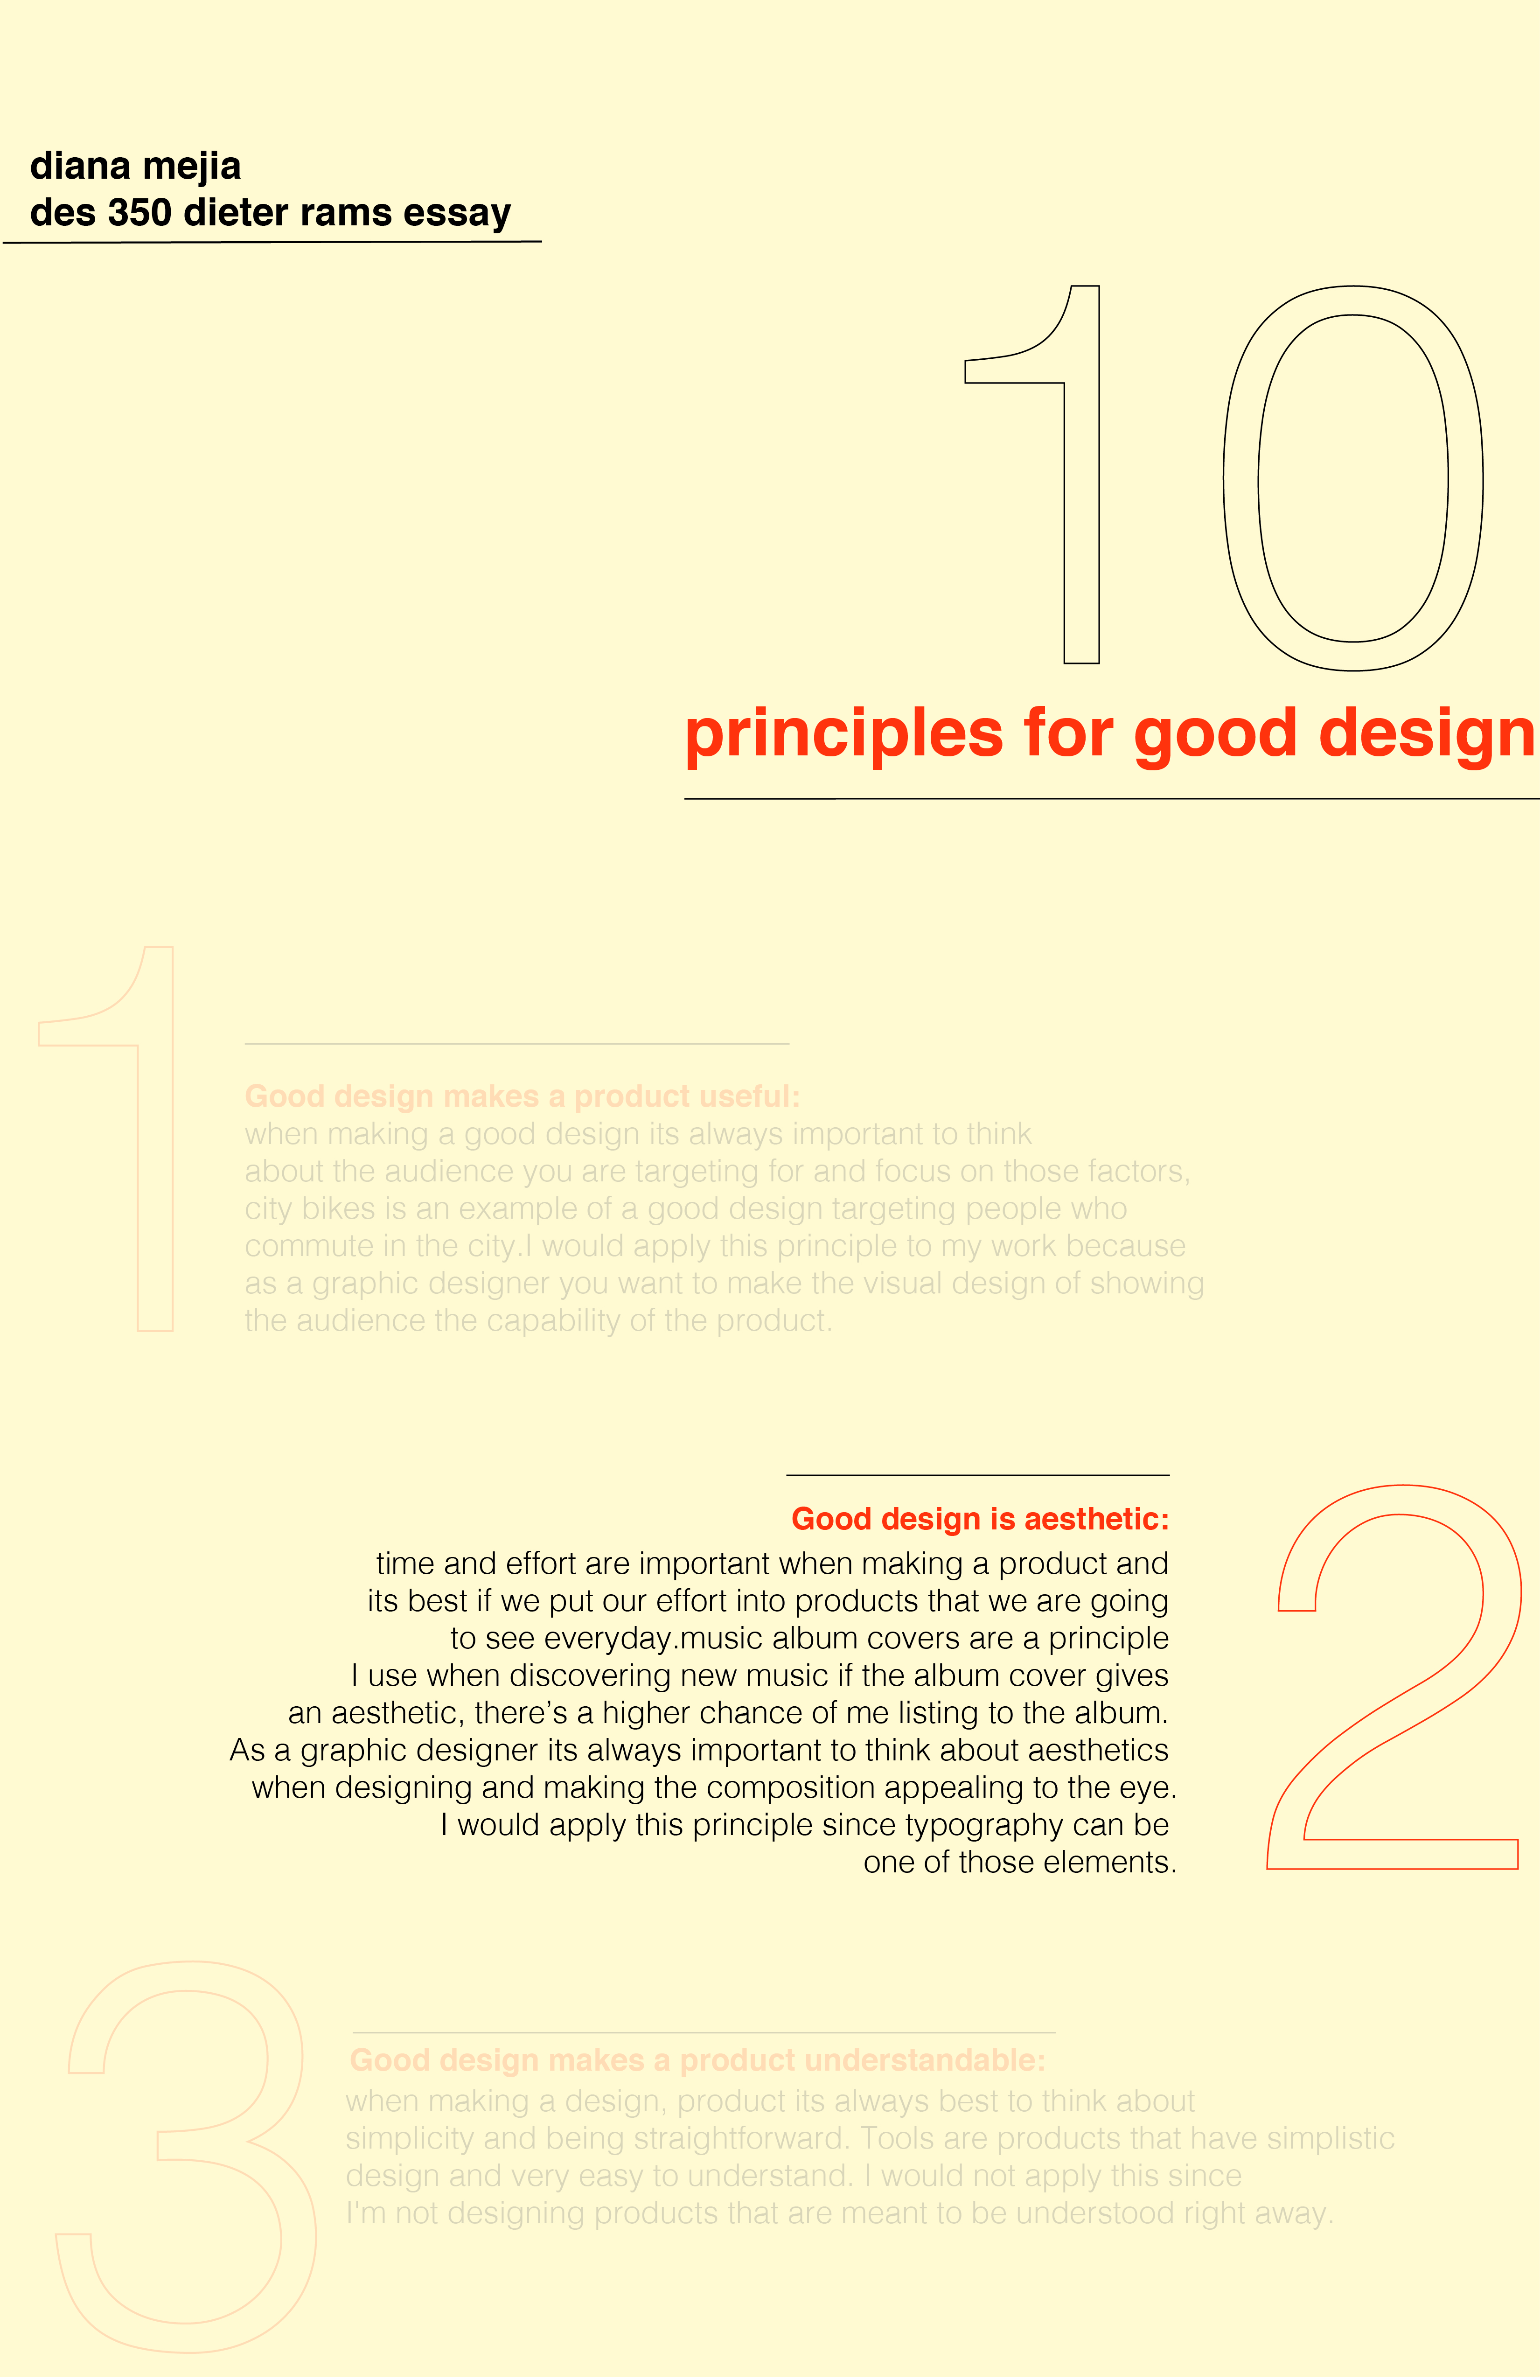 diana mejia
des 350 dieter rams essay
10
principles for good design
1
Good design makes a product useful:
when making a good design its always important to think
about the audience you are targeting for and focus on those factors,
city bikes is an example of a good design targeting people who
commute in the city.I would apply this principle to my work because
as a graphic designer you want to make the visual design of showing
the audience the capability of the product.
2
Good design is aesthetic:
time and effort are important when making a product and
its best if we put our effort into products that we are going
to see everyday.music album covers are a principle
I use when discovering new music if the album cover gives
an aesthetic, there’s a higher chance of me listing to the album.
As a graphic designer its always important to think about aesthetics
when designing and making the composition appealing to the eye.
I would apply this principle since typography can be
one of those elements.
3
Good design makes a product understandable:
when making a design, product its always best to think about
simplicity and being straightforward. Tools are products that have simplistic
design and very easy to understand. I would not apply this since
I'm not designing products that are meant to be understood right away.